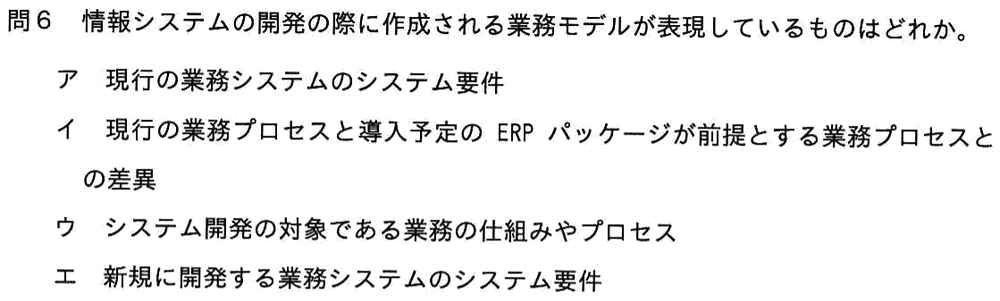 問６ 情報システムの開発の際に作成される業務モデルが表現しているものはどれか。
ア 現行の業務システムのシステム要件
イ 現行の業務プロセスと導入予定の ERP パッケージが前提とする業務プロセスと
の差異
ウ システム開発の対象である業務の仕組みやプロセス
エ 新規に開発する業務システムのシステム要件